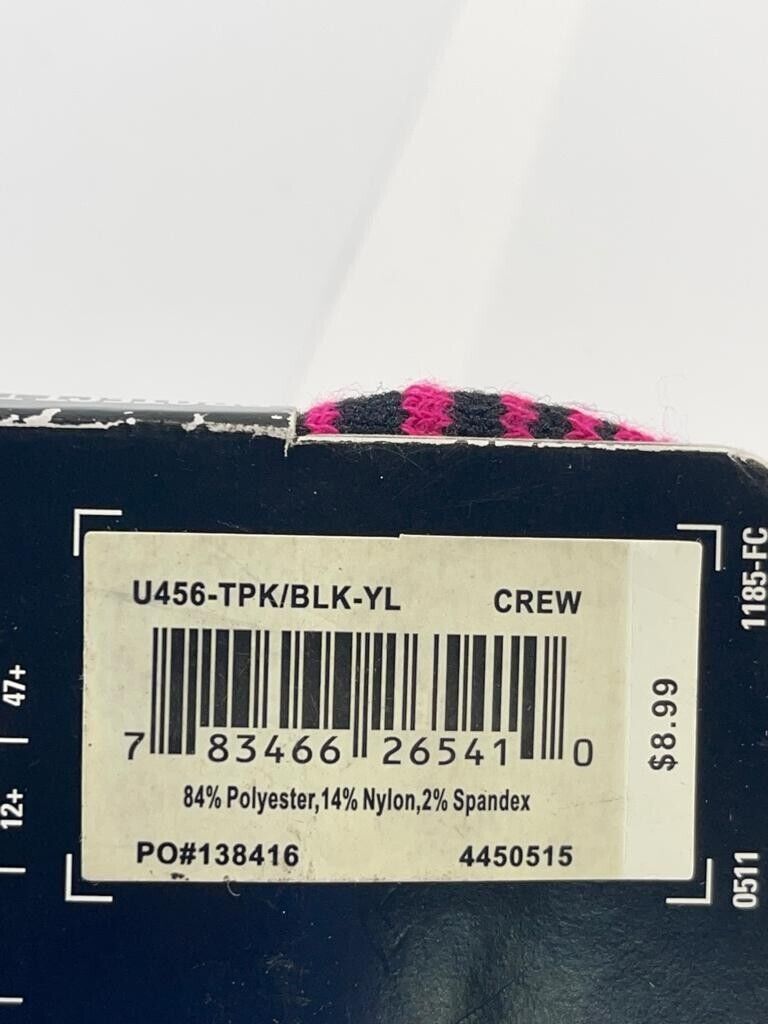 U456-TPK/BLK-YL CREW
7 83466 26541 0
84% Polyester,14% Nylon,2% Spandex
PO#138416 4450515
$8.99
1185-FC
0511
47+
12+